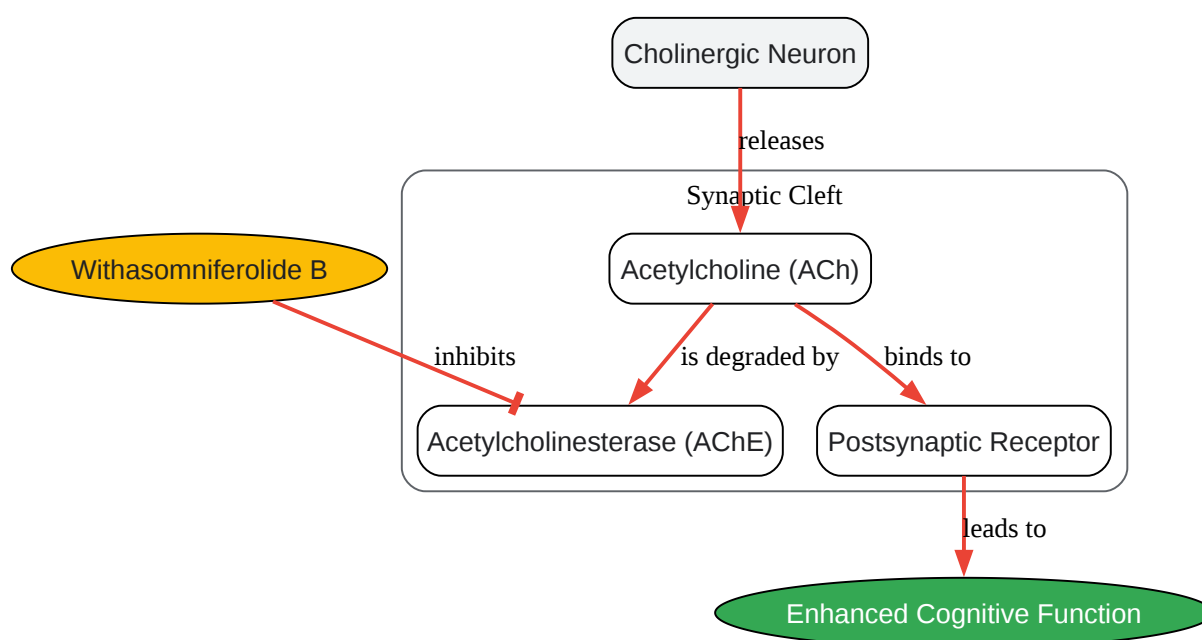 Cholinergic Neuron
releases
Synaptic Cleft
Withasomniferolide B
Acetylcholine (ACh)
inhibits
is degraded by
binds to
Acetylcholinesterase (AChE)
Postsynaptic Receptor
leads to
Enhanced Cognitive Function